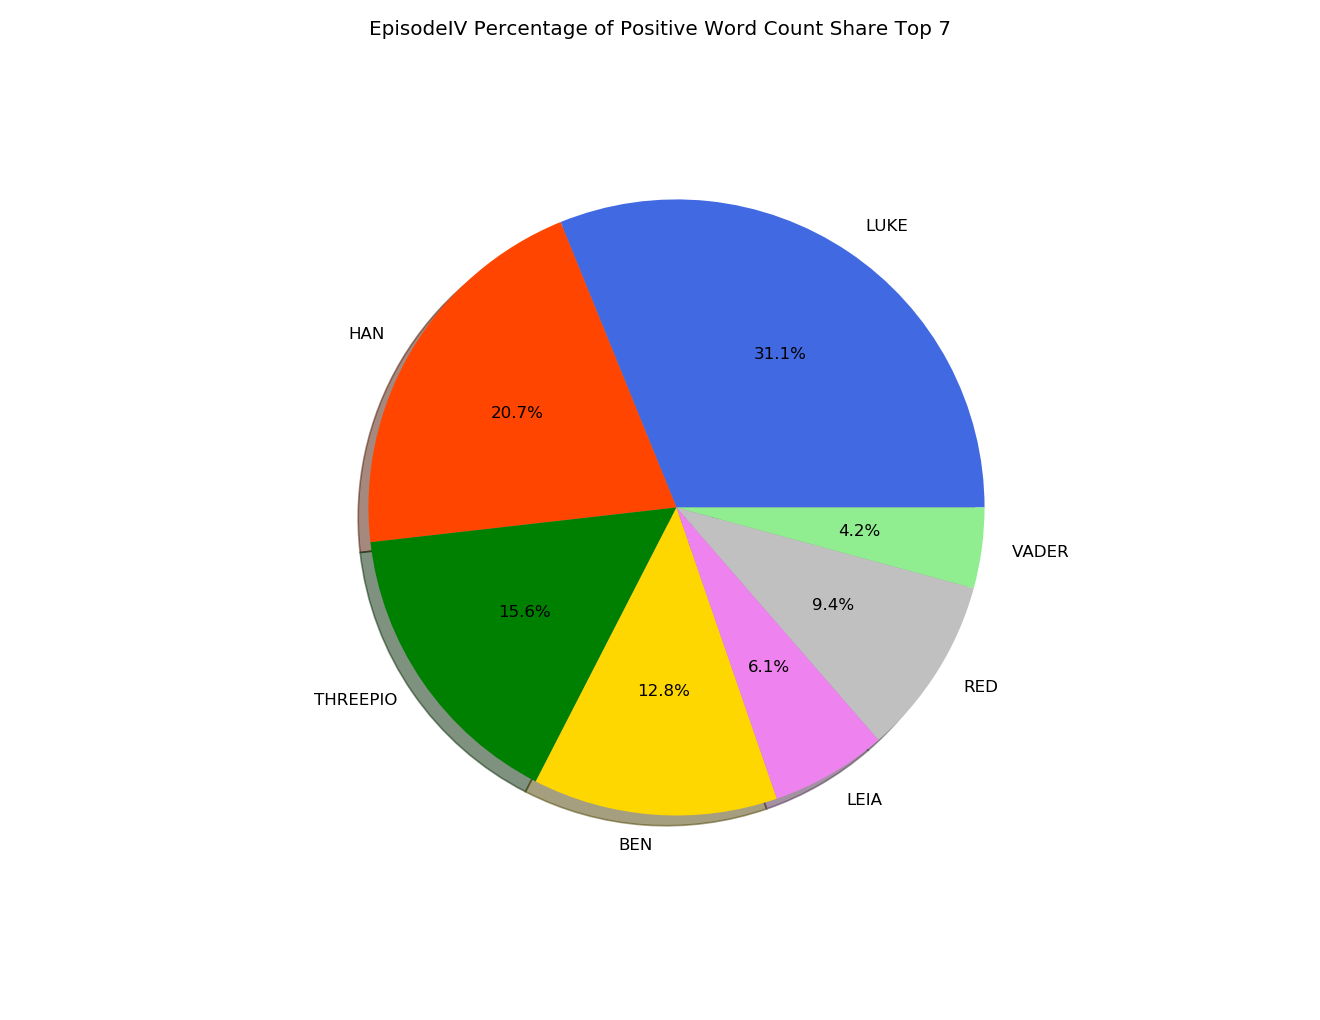 EpisodeIV Percentage of Positive Word Count Share Top 7
LUKE
31.1%
HAN
20.7%
THREEPIO
15.6%
BEN
12.8%
LEIA
6.1%
RED
9.4%
VADER
4.2%